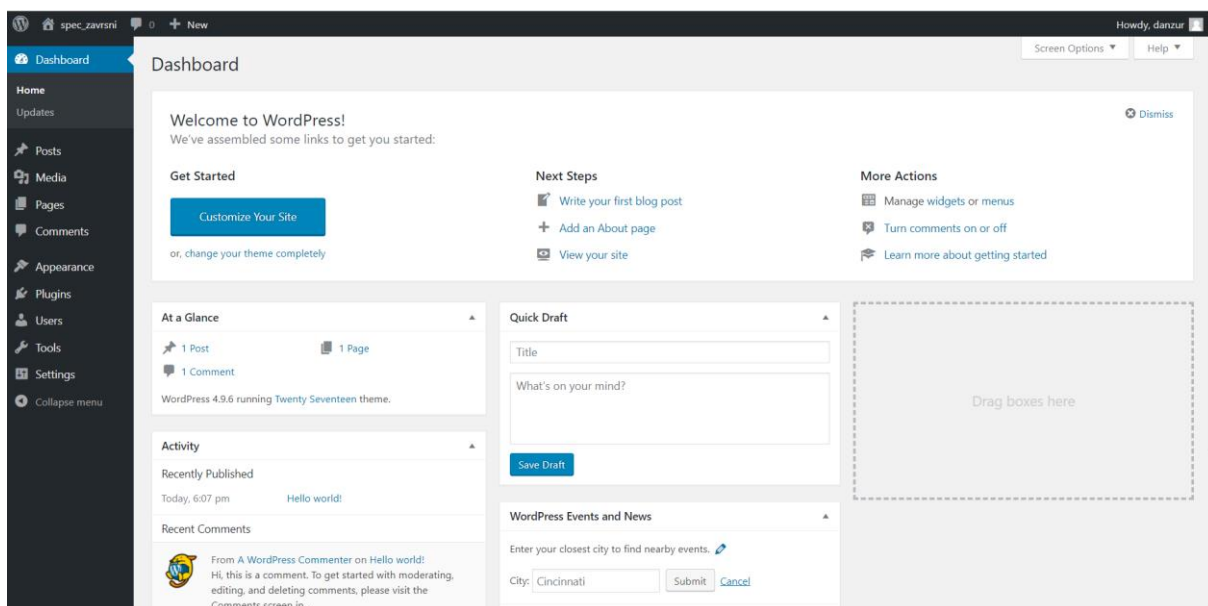 spec_zavrsni 0 New
Howdy, danzur
Screen Options
Help
Dashboard
Home
Updates
Posts
Media
Pages
Comments
Appearance
Plugins
Users
Tools
Settings
Collapse menu
Dashboard
Welcome to WordPress!
We've assembled some links to get you started:
Dismiss
Get Started
Customize Your Site
or, change your theme completely
Next Steps
Write your first blog post
Add an About page
View your site
More Actions
Manage widgets or menus
Turn comments on or off
Learn more about getting started
At a Glance
1 Post
1 Page
1 Comment
WordPress 4.9.6 running Twenty Seventeen theme.
Activity
Recently Published
Today, 6:07 pm Hello world!
Recent Comments
From A WordPress Commenter on Hello world!
Hi, this is a comment. To get started with moderating,
editing, and deleting comments, please visit the
Comments screen in
Quick Draft
Title
What's on your mind?
Save Draft
WordPress Events and News
Enter your closest city to find nearby events.
City: Cincinnati Submit Cancel
Drag boxes here